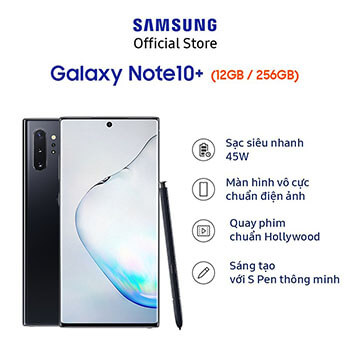 SAMSUNG
Official Store
Galaxy Note10+ (12GB / 256GB)
Sạc siêu nhanh
45W
Màn hình vô cực
chuẩn điện ảnh
Quay phim
chuẩn Hollywood
Sáng tạo
với S Pen thông minh